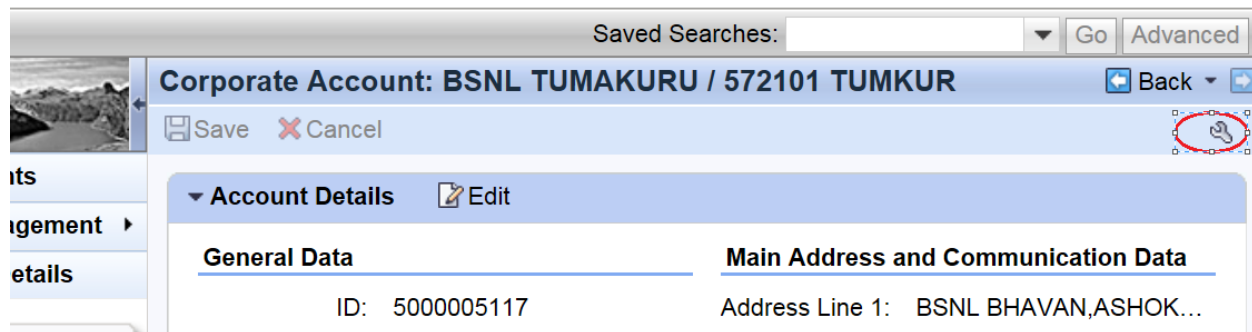 Saved Searches: Go Advanced
Corporate Account: BSNL TUMAKURU / 572101 TUMKUR Back
Save Cancel
nts
Account Details Edit
agement
General Data Main Address and Communication Data
etails
ID: 5000005117 Address Line 1: BSNL BHAVAN,ASHOK...